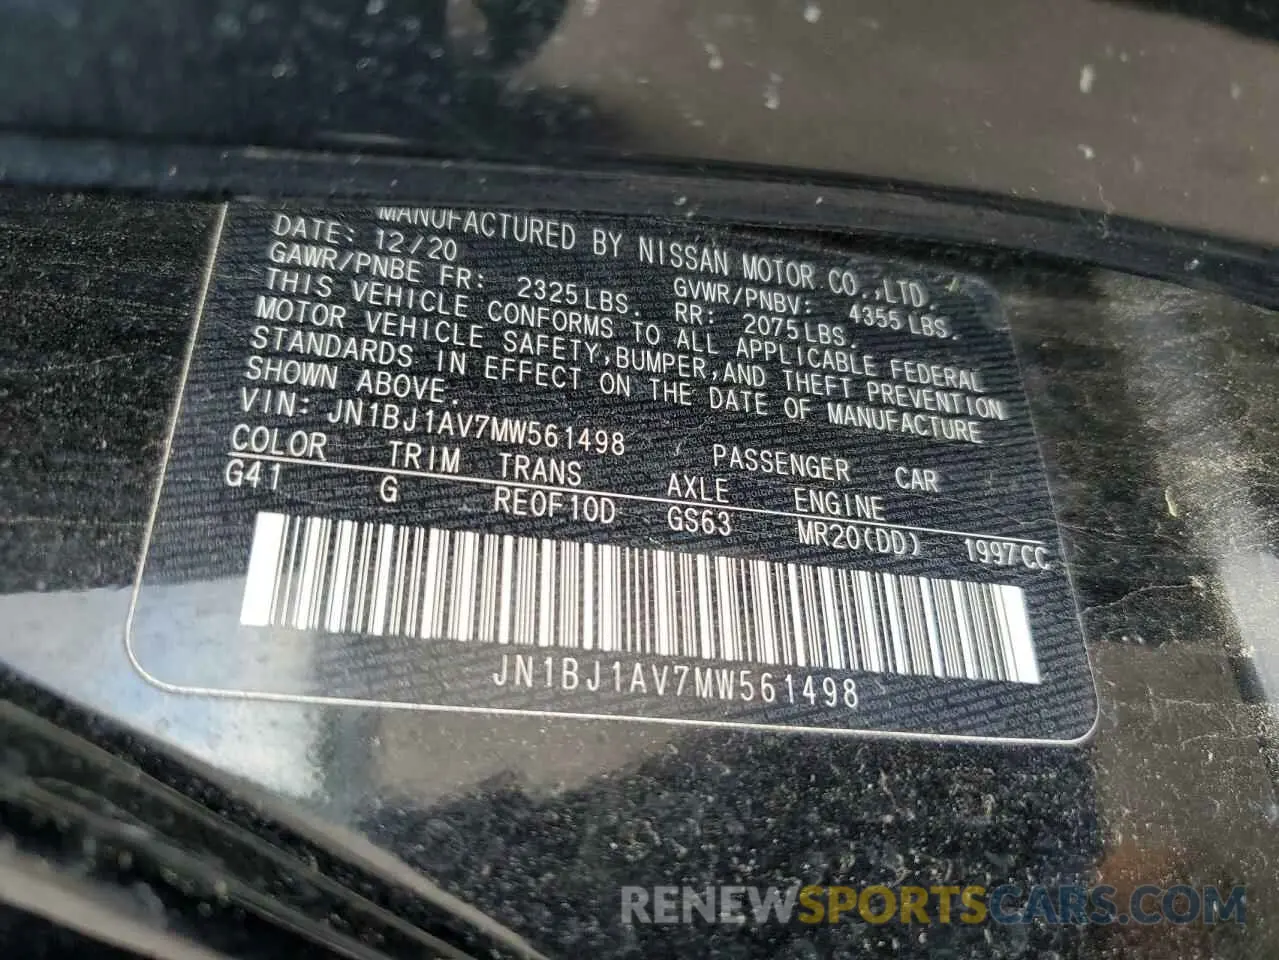 MANUFACTURED BY NISSAN MOTOR CO.,LTD.
DATE: 12/20 GVWR/PNBV: 4355 LBS.
GAWR/PNBE FR: 2325 LBS. RR: 2075 LBS.
THIS VEHICLE CONFORMS TO ALL APPLICABLE FEDERAL
MOTOR VEHICLE SAFETY,BUMPER,AND THEFT PREVENTION
STANDARDS IN EFFECT ON THE DATE OF MANUFACTURE
SHOWN ABOVE.
VIN: JN1BJ1AV7MW561498 PASSENGER CAR
COLOR TRIM TRANS AXLE ENGINE
G41 G RE0F10D GS63 MR20(DD) 1997CC
JN1BJ1AV7MW561498
RENEWSPORTSCARS.COM